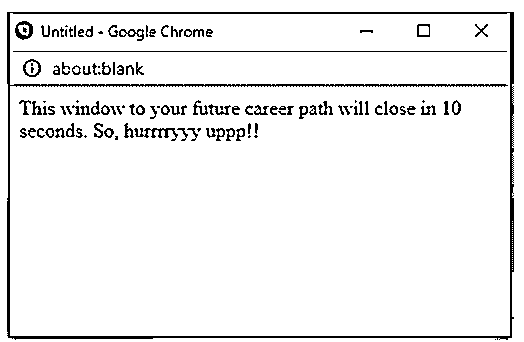 Untitled - Google Chrome
about:blank
This window to your future career path will close in 10
seconds. So, hurrrryyy uppp!!